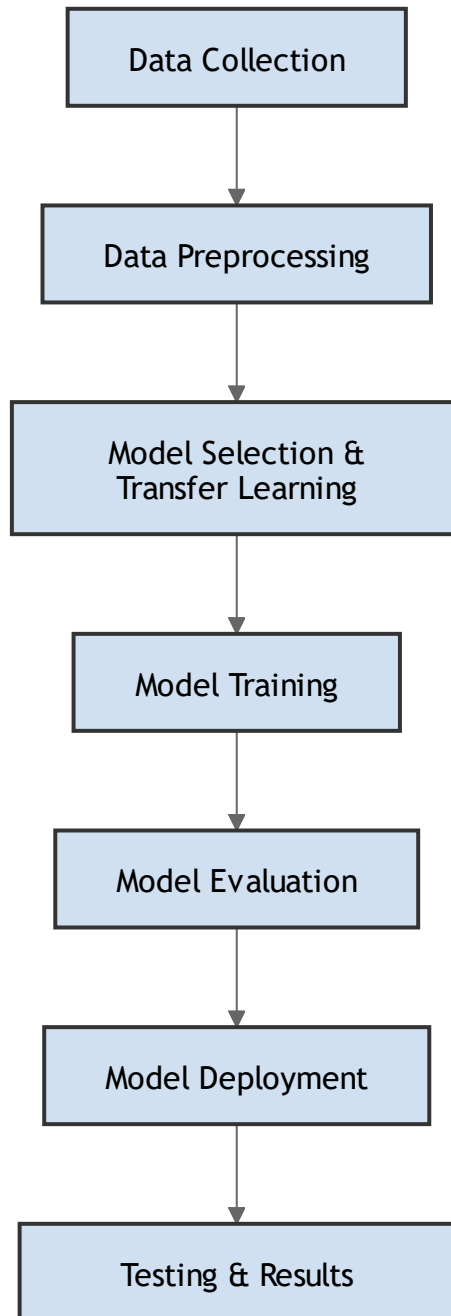 Data Collection
Data Preprocessing
Model Selection &
Transfer Learning
Model Training
Model Evaluation
Model Deployment
Testing & Results